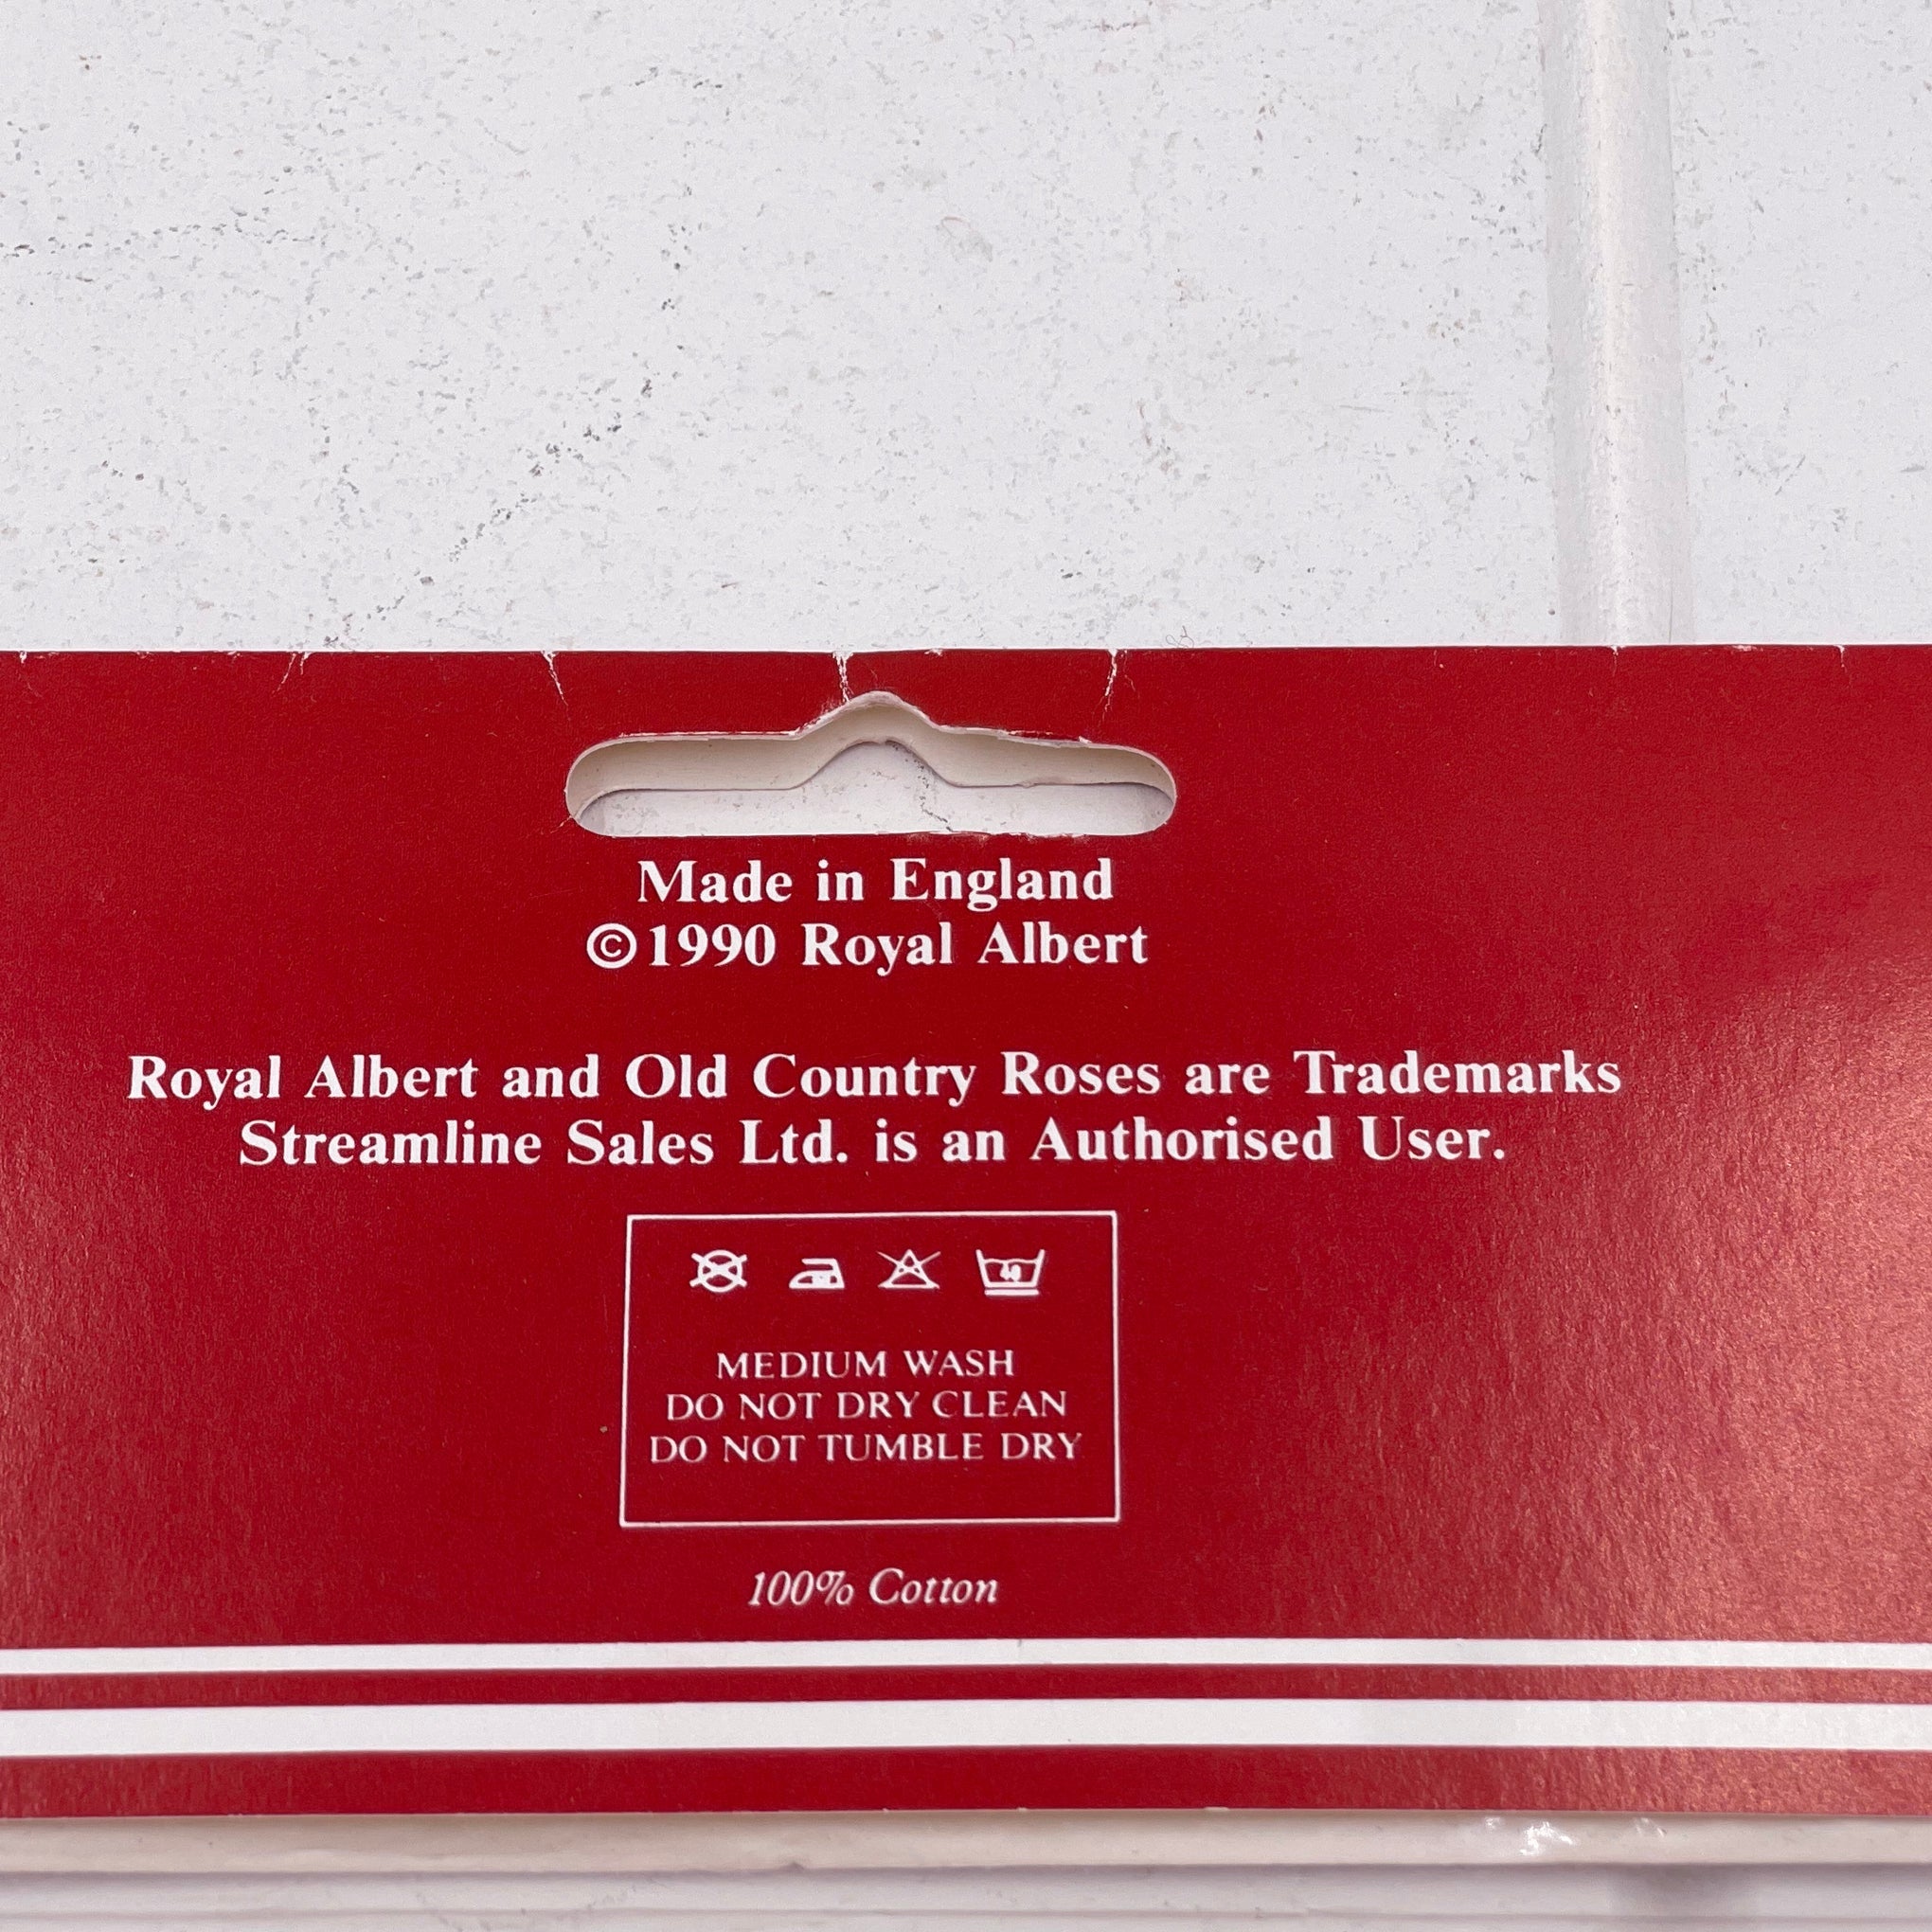 Made in England
©1990 Royal Albert
Royal Albert and Old Country Roses are Trademarks
Streamline Sales Ltd. is an Authorised User.
40
MEDIUM WASH
DO NOT DRY CLEAN
DO NOT TUMBLE DRY
100% Cotton